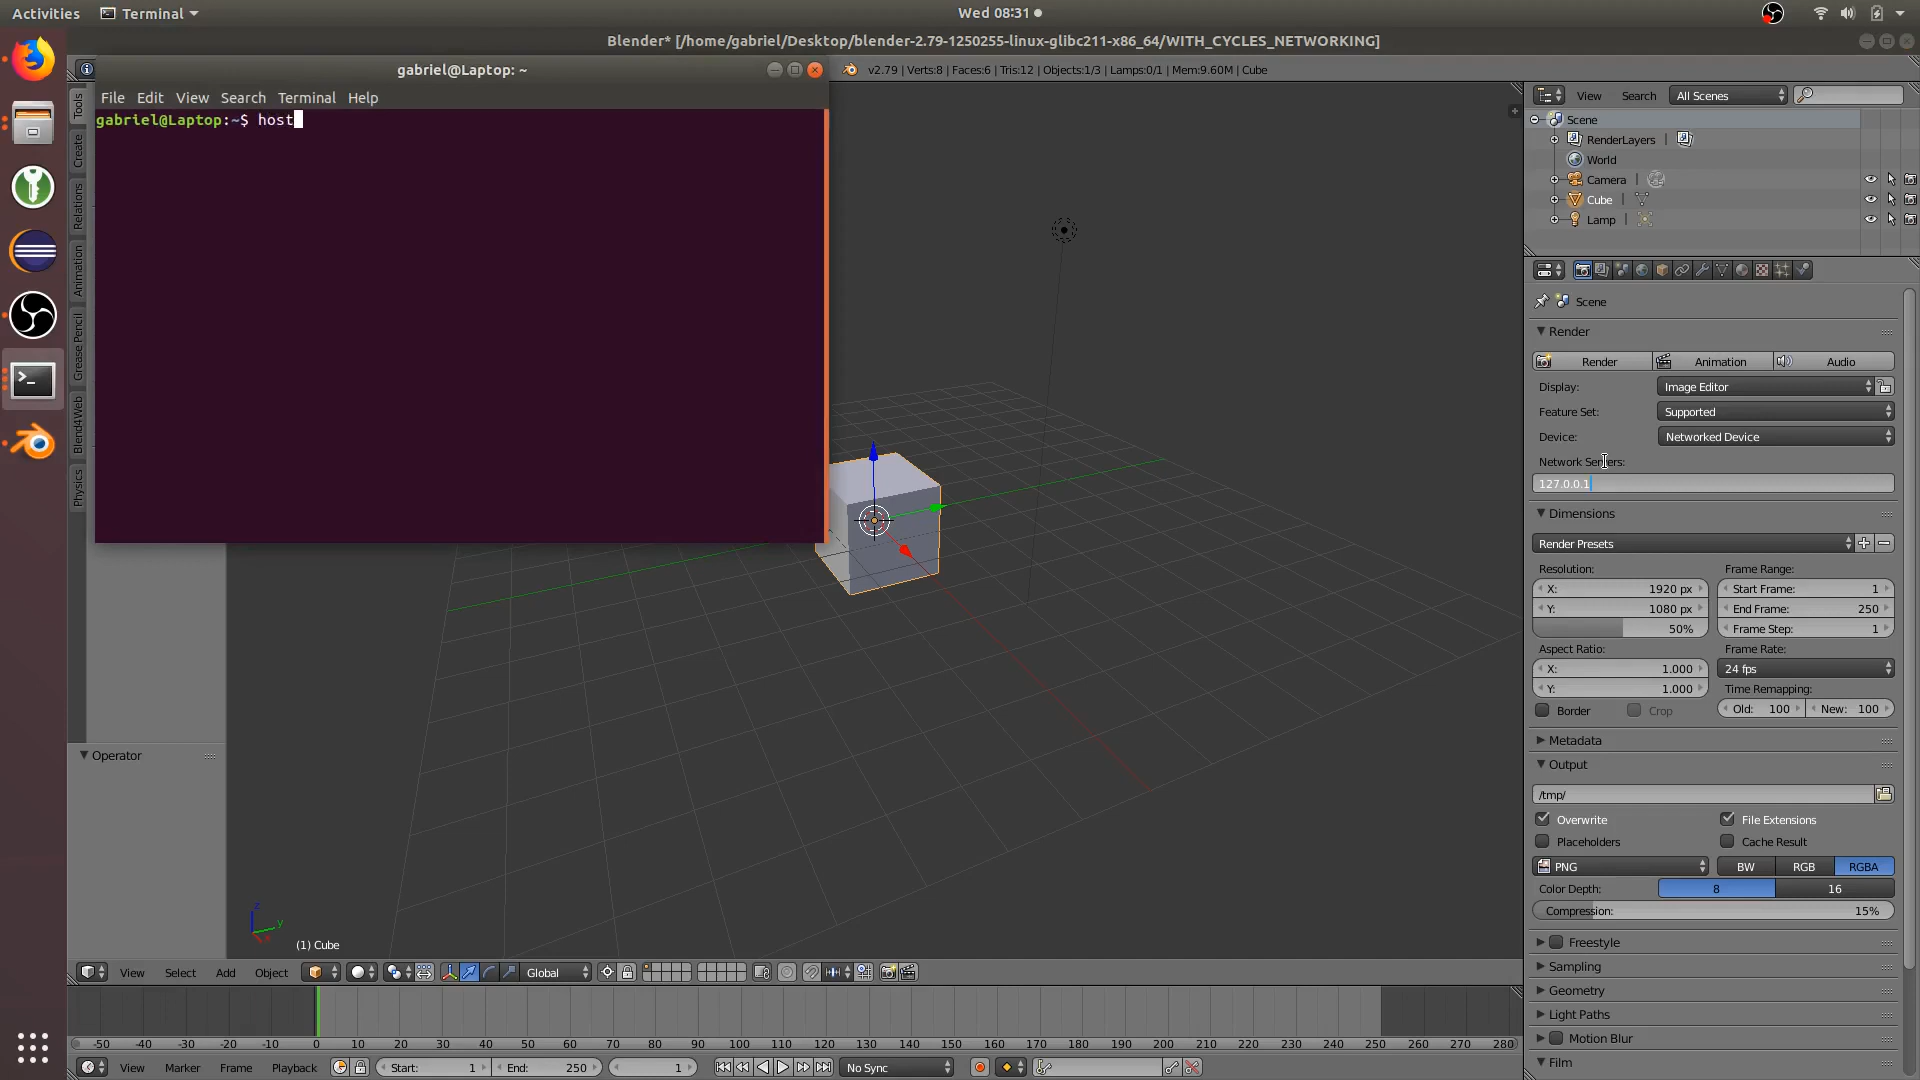 Activities
Terminal
Wed 08:31
Blender* [/home/gabriel/Desktop/blender-2.79-1250255-linux-glibc211-x86_64/WITH_CYCLES_NETWORKING]
gabriel@Laptop: ~
v2.79 | Verts:8 | Faces:6 | Tris:12 | Objects:1/3 | Lamps:0/1 | Mem:9.60M | Cube
File Edit View Search Terminal Help
gabriel@Laptop:~$ host
Tools
Create
Relations
Animation
Grease Pencil
Blend4Web
Physics
Operator
(1) Cube
z
y
x
View Search All Scenes
Scene
RenderLayers
World
Camera
Cube
Lamp
Scene
Render
Render Animation Audio
Display: Image Editor
Feature Set: Supported
Device: Networked Device
Network Servers:
127.0.0.1
Dimensions
Render Presets
Resolution: Frame Range:
X: 1920 px Start Frame: 1
Y: 1080 px End Frame: 250
50% Frame Step: 1
Aspect Ratio: Frame Rate:
X: 1.000 24 fps
Y: 1.000 Time Remapping:
Border Crop Old: 100 New: 100
Metadata
Output
/tmp/
Overwrite File Extensions
Placeholders Cache Result
PNG BW RGB RGBA
Color Depth: 8 16
Compression: 15%
Freestyle
Sampling
Geometry
Light Paths
Motion Blur
Film
View Select Add Object Global
-50 -40 -30 -20 -10 0 10 20 30 40 50 60 70 80 90 100 110 120 130 140 150 160 170 180 190 200 210 220 230 240 250 260 270 280
View Marker Frame Playback Start: 1 End: 250 1 No Sync